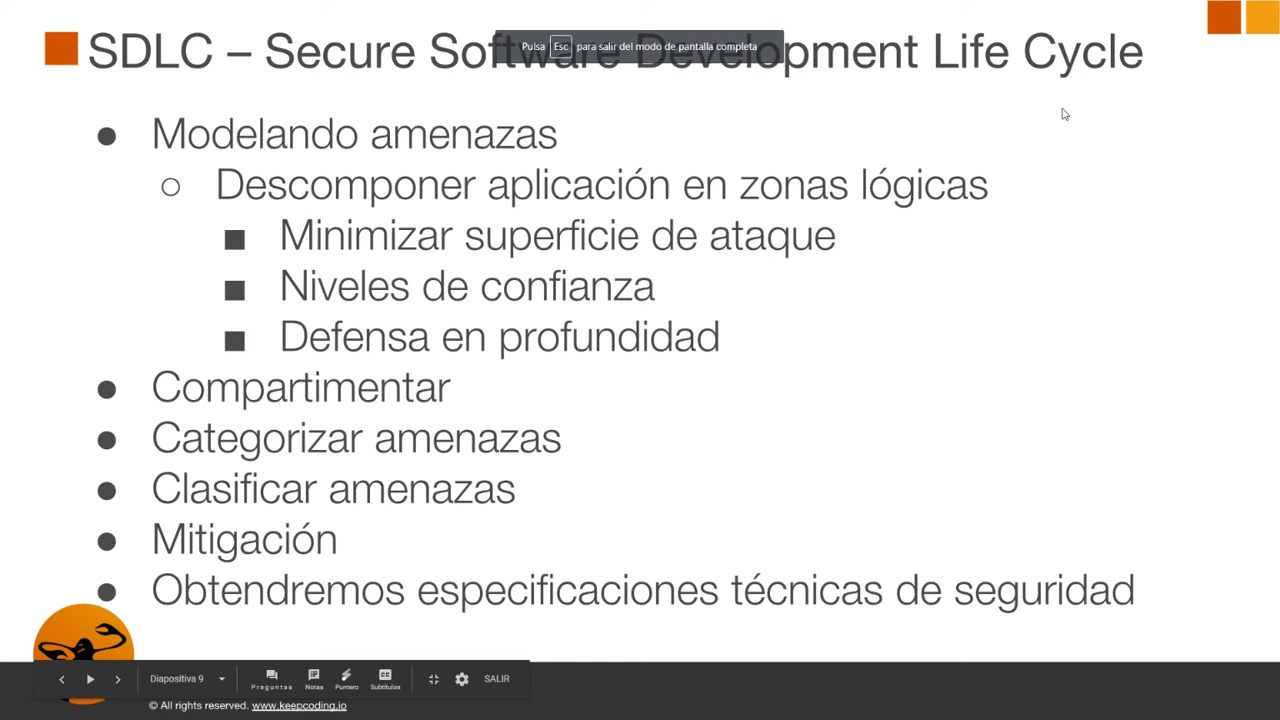 SDLC – Secure Software Development Life Cycle
Pulsa Esc para salir del modo de pantalla completa
● Modelando amenazas
○ Descomponer aplicación en zonas lógicas
■ Minimizar superficie de ataque
■ Niveles de confianza
■ Defensa en profundidad
● Compartimentar
● Categorizar amenazas
● Clasificar amenazas
● Mitigación
● Obtendremos especificaciones técnicas de seguridad
Diapositiva 9 Preguntas Notas Puntero Subtítulos SALIR
© All rights reserved. www.keepcoding.io